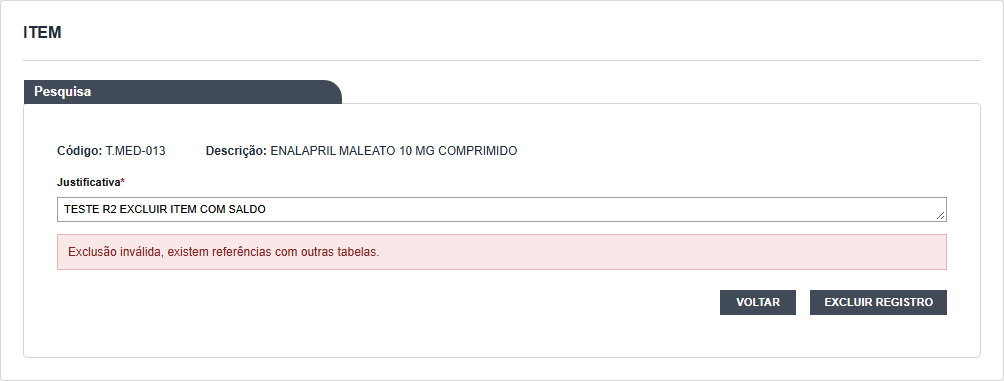 ITEM
Pesquisa
Código: T.MED-013 Descrição: ENALAPRIL MALEATO 10 MG COMPRIMIDO
Justificativa*
TESTE R2 EXCLUIR ITEM COM SALDO
Exclusão inválida, existem referências com outras tabelas.
VOLTAR EXCLUIR REGISTRO